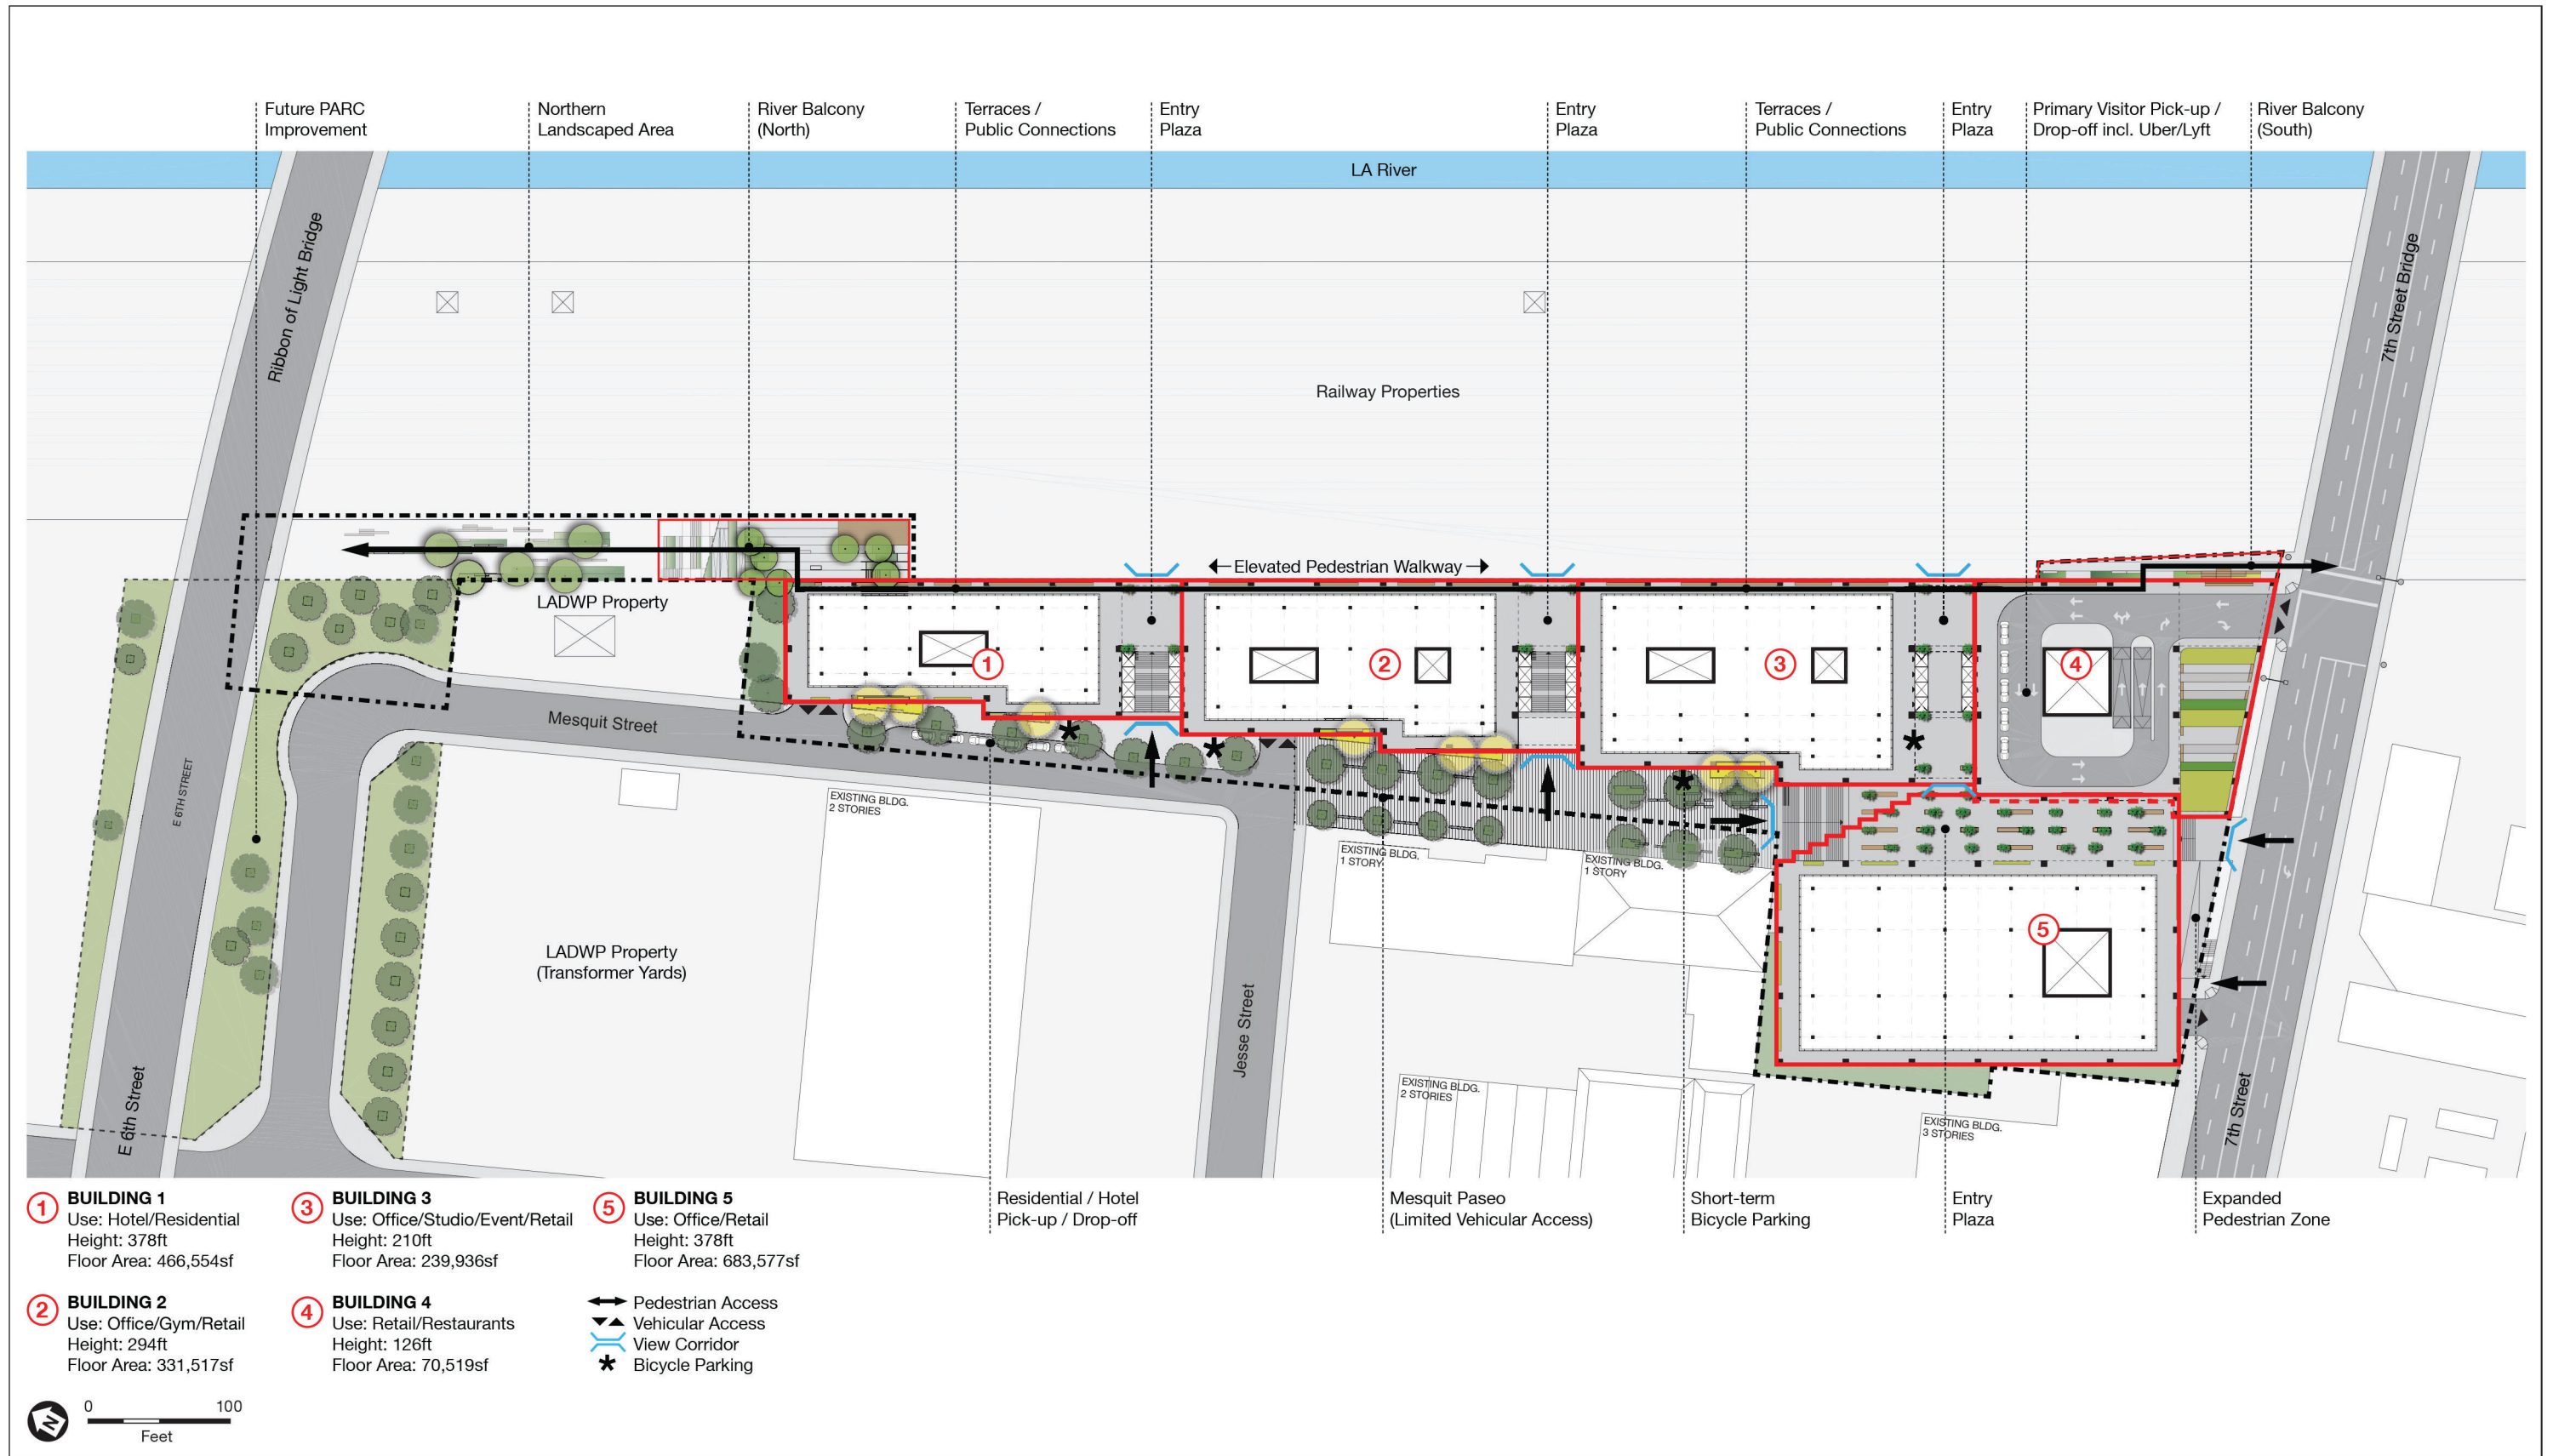 Future PARC
Improvement
Northern
Landscaped Area
River Balcony
(North)
Terraces /
Public Connections
Entry
Plaza
Entry
Plaza
Terraces /
Public Connections
Entry
Plaza
Primary Visitor Pick-up /
Drop-off incl. Uber/Lyft
River Balcony
(South)
LA River
Ribbon of Light Bridge
7th Street Bridge
Railway Properties
Elevated Pedestrian Walkway
LADWP Property
1
2
3
4
Mesquit Street
E 6TH STREET
EXISTING BLDG.
2 STORIES
EXISTING BLDG,
1 STORY
EXISTING BLDG.
1 STORY
5
LADWP Property
(Transformer Yards)
Jesse Street
E 6th Street
EXISTING BLDG.
2 STORIES
EXISTING BLDG.
3 STORIES
7th Street
Residential / Hotel
Pick-up / Drop-off
Mesquit Paseo
(Limited Vehicular Access)
Short-term
Bicycle Parking
Entry
Plaza
Expanded
Pedestrian Zone
1 BUILDING 1
Use: Hotel/Residential
Height: 378ft
Floor Area: 466,554sf
2 BUILDING 2
Use: Office/Gym/Retail
Height: 294ft
Floor Area: 331,517sf
3 BUILDING 3
Use: Office/Studio/Event/Retail
Height: 210ft
Floor Area: 239,936sf
4 BUILDING 4
Use: Retail/Restaurants
Height: 126ft
Floor Area: 70,519sf
5 BUILDING 5
Use: Office/Retail
Height: 378ft
Floor Area: 683,577sf
Pedestrian Access
Vehicular Access
View Corridor
Bicycle Parking
N
0 100
Feet